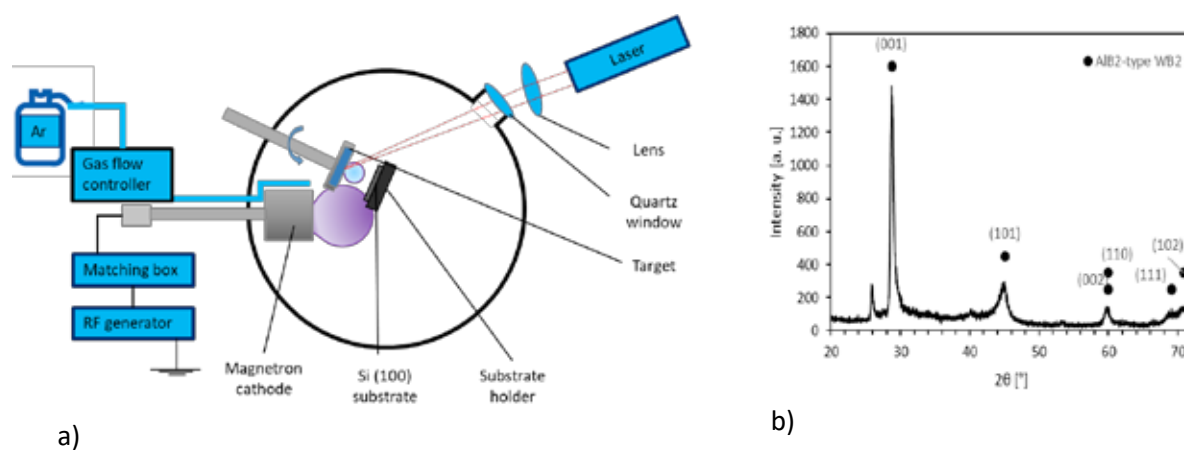 Ar
Gas flow
controller
Matching box
RF generator
Magnetron
cathode
Si (100)
substrate
Substrate
holder
Laser
Lens
Quartz
window
Target
a)
1800
1600
1400
1200
1000
800
600
400
200
0
Intensity [a. u.]
(001)
● AlB2-type WB2
(101)
(002)
(110)
(111)
(102)
20 30 40 50 60 70
2θ [°]
b)